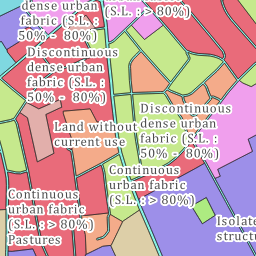 dense urban
fabric (S.L. :
50% - 80%)
(S.L. : > 80%)
Discontinuous
dense urban
fabric (S.L. :
50% - 80%)
Land without
current use
Discontinuous
dense urban
fabric (S.L. :
50% - 80%)
Continuous
urban fabric
(S.L. : > 80%)
Continuous
urban fabric
(S.L. : > 80%)
Pastures
Isolate
structu